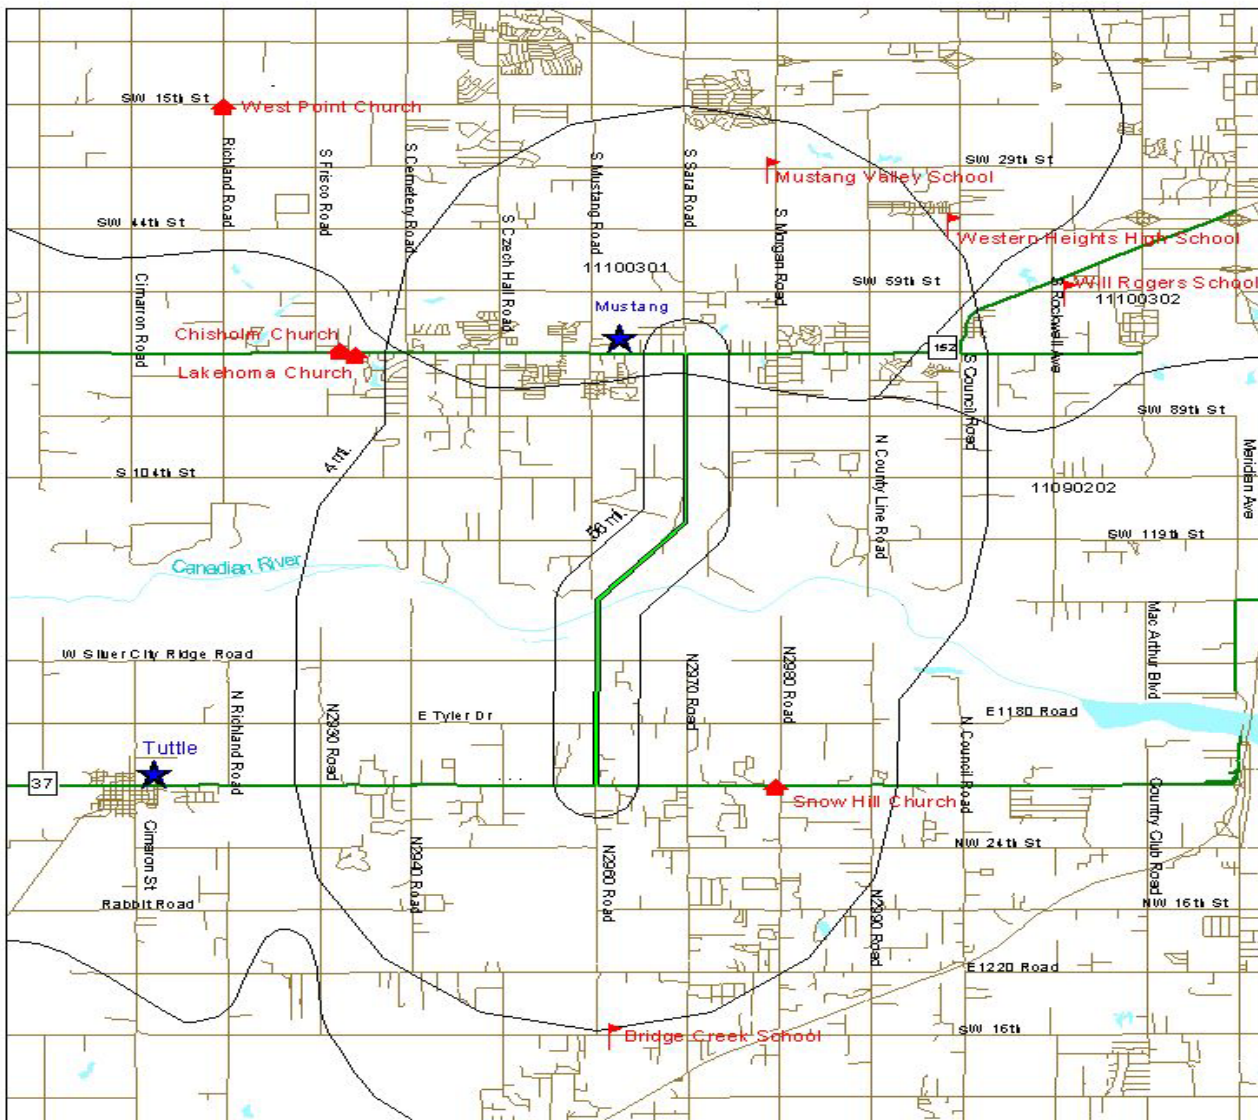 SW 15th St
West Point Church
Richland Road
S Frisco Road
S Cemetery Road
S Czech Hall Road
S Mustang Road
S Sara Road
SW 29th St
Mustang Valley School
SW 44th St
S Morgan Road
Western Heights High School
Cimarron Road
11100301
SW 59th St
S Rockwell Ave
Will Rogers School
11100302
Mustang
Chisholm Church
152
Lakehoma Church
S Council Road
SW 89th St
4 mi.
N County Line Road
Meridian Ave
S 104th St
11090202
.56 mi.
SW 119th St
Canadian River
Mac Arthur Blvd
W Silver City Ridge Road
N Richland Road
N2930 Road
E Tyler Dr
N2970 Road
N2980 Road
E1180 Road
N Council Road
Tuttle
37
Snow Hill Church
Country Club Road
Cimarron St
N2940 Road
N2960 Road
NW 24th St
N2990 Road
Rabbit Road
NW 16th St
E1220 Road
SW 16th
Bridge Creek School